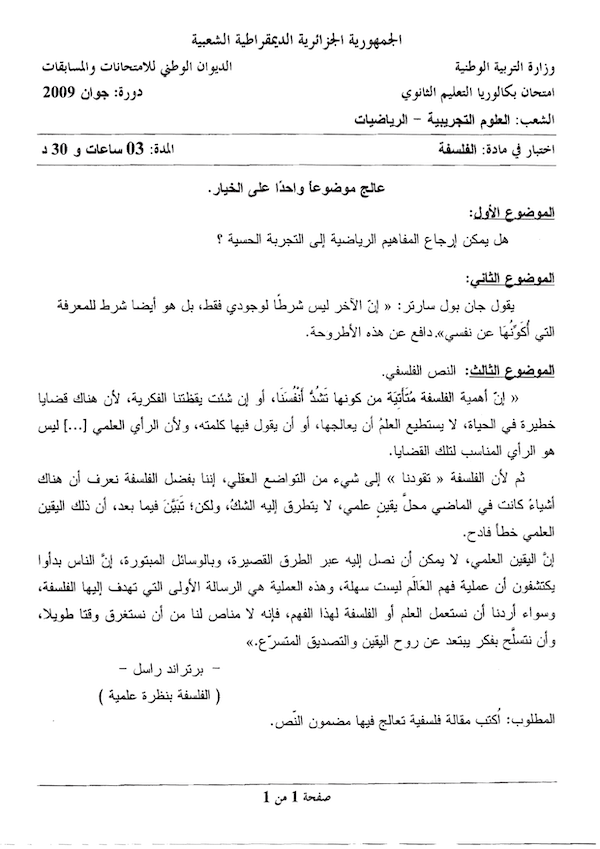 الجمهورية الجزائرية الديمقراطية الشعبية
وزارة التربية الوطنية الديوان الوطني للامتحانات والمسابقات
امتحان بكالوريا التعليم الثانوي دورة: جوان 2009
الشعب: العلوم التجريبية – الرياضيات
اختبار في مادة: الفلسفة المدة: 03 ساعات و 30 د
عالج موضوعاً واحدًا على الخيار.
الموضوع الأول:
هل يمكن إرجاع المفاهيم الرياضية إلى التجربة الحسية ؟
الموضوع الثاني:
يقول جان بول سارتر: « إنّ الآخر ليس شرطًا لوجودي فقط، بل هو أيضا شرط للمعرفة
التي أُكَوِّنُهَا عن نفسي».دافع عن هذه الأطروحة.
الموضوع الثالث: النص الفلسفي.
« إنّ أهمية الفلسفة مُتَأَتِيَة من كونها تَشُدُّ أَنْفُسَنَا، أو إن شئت يقظتنا الفكرية، لأن هناك قضايا
خطيرة في الحياة، لا يستطيع العلمُ أن يعالجها، أو أن يقول فيها كلمته، ولأن الرأي العلمي [...] ليس
هو الرأي المناسب لتلك القضايا.
ثم لأن الفلسفة « تقودنا » إلى شيء من التواضع العقلي، إننا بفضل الفلسفة نعرف أن هناك
أشياءً كانت في الماضي محلَّ يقينٍ علمي، لا يتطرق إليه الشكُ، ولكن؛ تَبَيَّنَ فيما بعد، أن ذلك اليقين
العلمي خطأ فادح.
إنَّ اليقين العلمي، لا يمكن أن نصل إليه عبر الطرق القصيرة، وبالوسائل المبتورة، إنَّ الناس بدأوا
يكتشفون أن عملية فهم العَالَم ليست سهلة، وهذه العملية هي الرسالة الأولى التي تهدف إليها الفلسفة،
وسواء أردنا أن نستعمل العلم أو الفلسفة لهذا الفهم، فإنه لا مناص لنا من أن نستغرق وقتا طويلا،
وأن نتسلَّح بفكر يبتعد عن روح اليقين والتصديق المتسرّع.»
– برتراند راسل –
( الفلسفة بنظرة علمية )
المطلوب: أكتب مقالة فلسفية تعالج فيها مضمون النّص.
صفحة 1 من 1